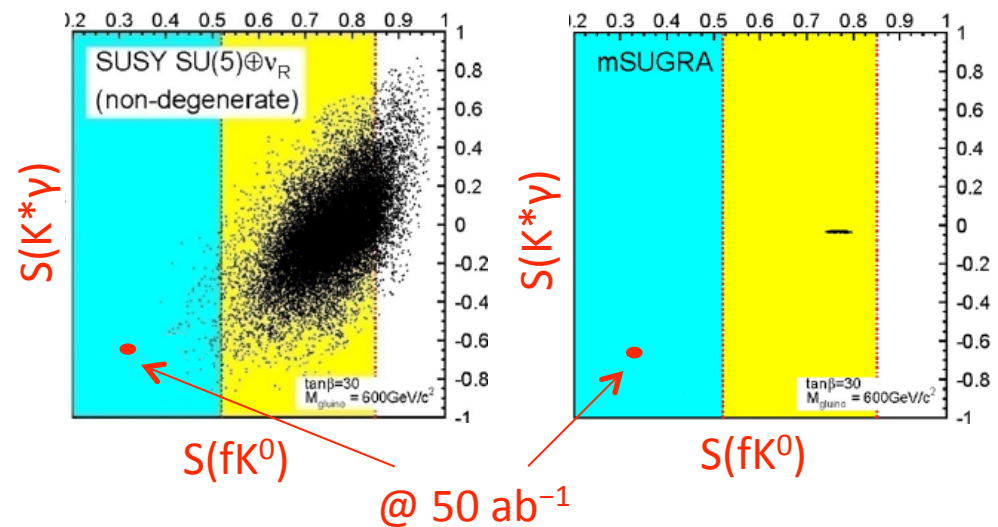 0.2 0.3 0.4 0.5 0.6 0.7 0.8 0.9 1
SUSY SU(5)⊕ν_R
(non-degenerate)
0.8
0.6
0.4
0.2
0
-0.2
-0.4
-0.6
-0.8
-1
tanβ=30
M_gluino = 600GeV/c²
S(K*γ)
S(fK⁰)
0.2 0.3 0.4 0.5 0.6 0.7 0.8 0.9 1
mSUGRA
1
0.8
0.6
0.4
0.2
0
-0.2
-0.4
-0.6
-0.8
-1
tanβ=30
M_gluino = 600GeV/c²
S(K*γ)
S(fK⁰)
@ 50 ab⁻¹